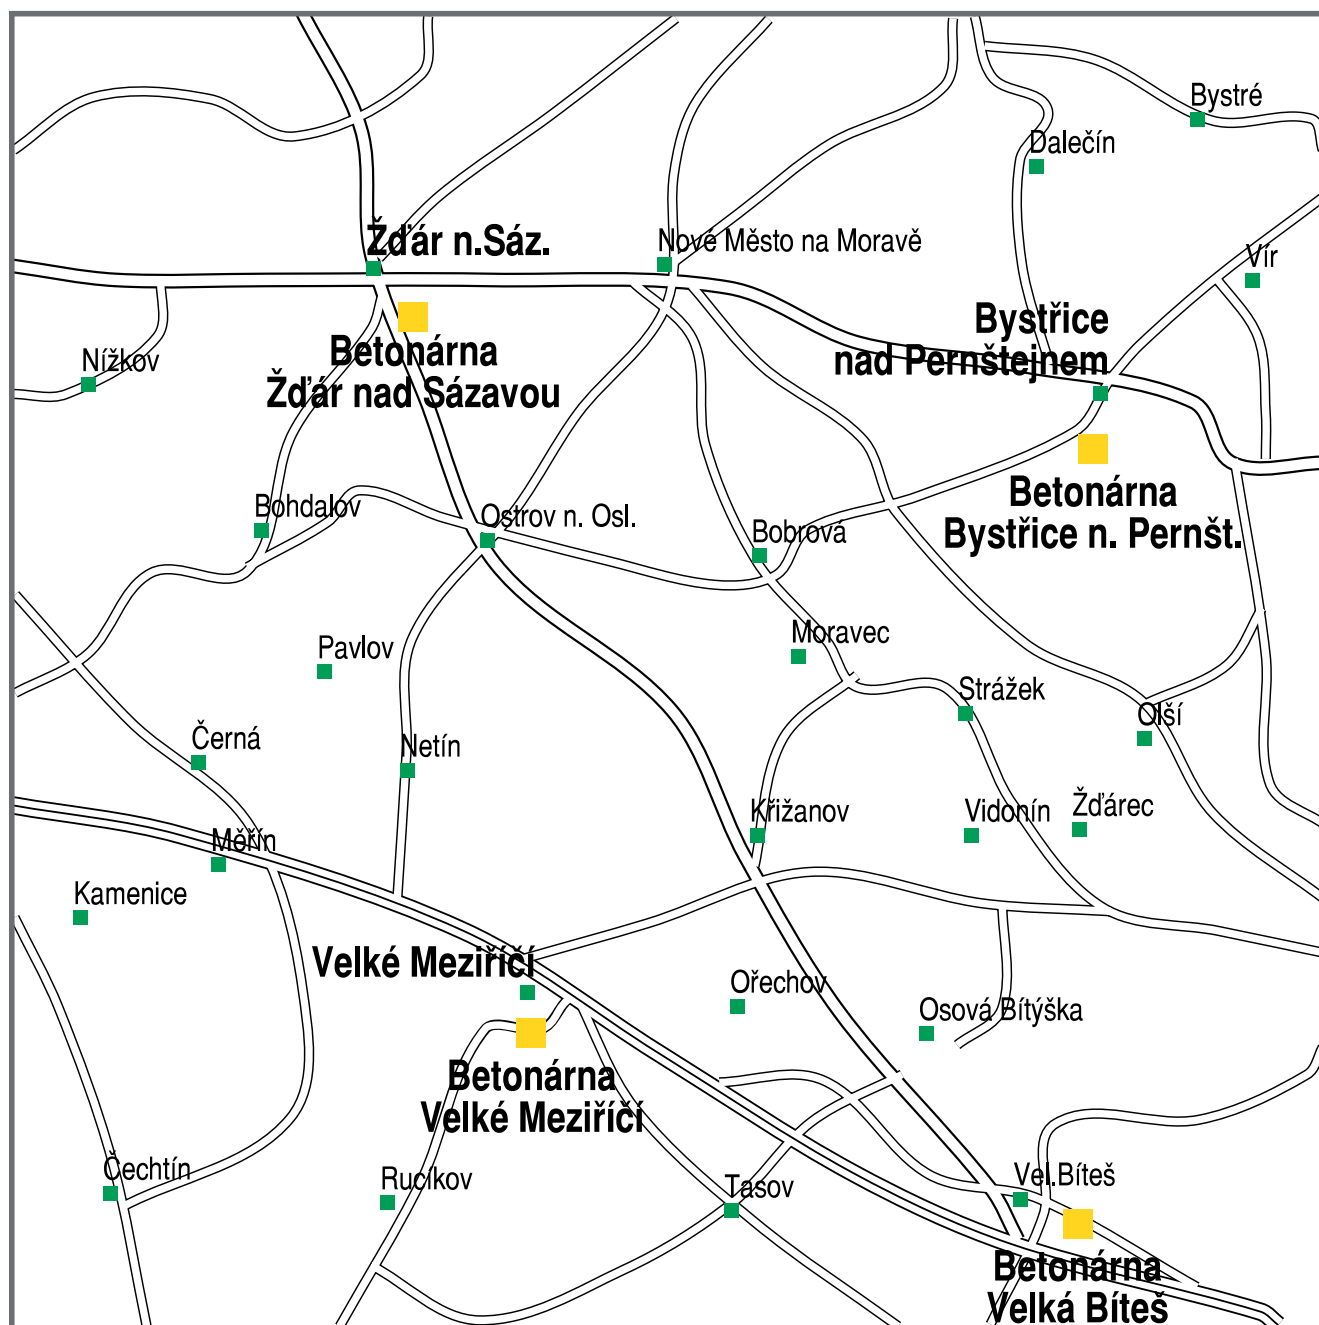 Bystré
Dalečín
Žďár n.Sáz.
Nové Město na Moravě
Vír
Bystřice
nad Pernštejnem
Nížkov
Betonárna
Žďár nad Sázavou
Betonárna
Bystřice n. Pernšt.
Bohdalov
Ostrov n. Osl.
Bobrová
Pavlov
Moravec
Strážek
Olší
Černá
Netín
Křižanov
Vidonín
Žďárec
Měřín
Kamenice
Velké Meziříčí
Ořechov
Osová Bítýška
Betonárna
Velké Meziříčí
Čechtín
Rucíkov
Tasov
Vel.Bíteš
Betonárna
Velká Bíteš